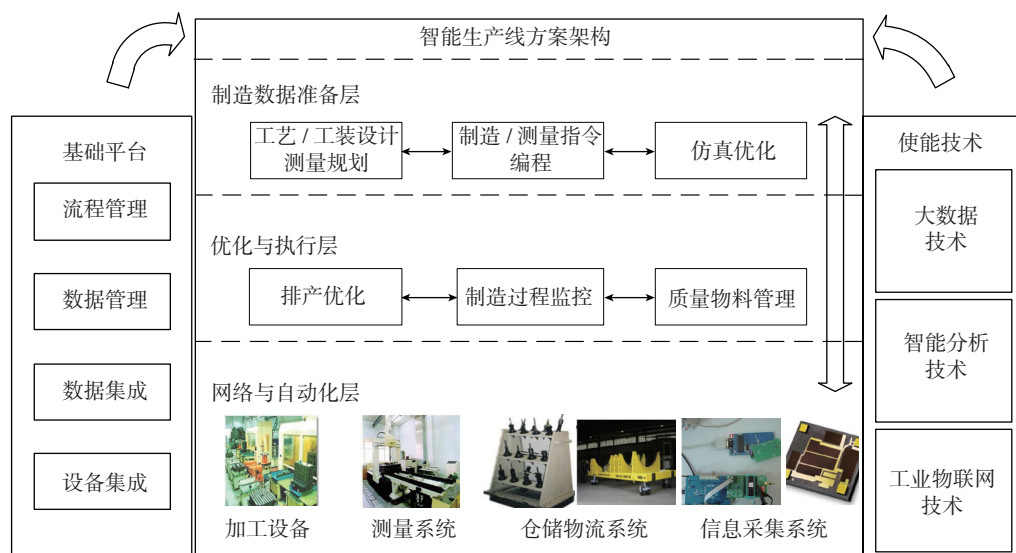 智能生产线方案架构
基础平台
流程管理
数据管理
数据集成
设备集成
制造数据准备层
工艺 / 工装设计
测量规划
制造 / 测量指令
编程
仿真优化
优化与执行层
排产优化
制造过程监控
质量物料管理
网络与自动化层
加工设备
测量系统
仓储物流系统
信息采集系统
使能技术
大数据
技术
智能分析
技术
工业物联网
技术